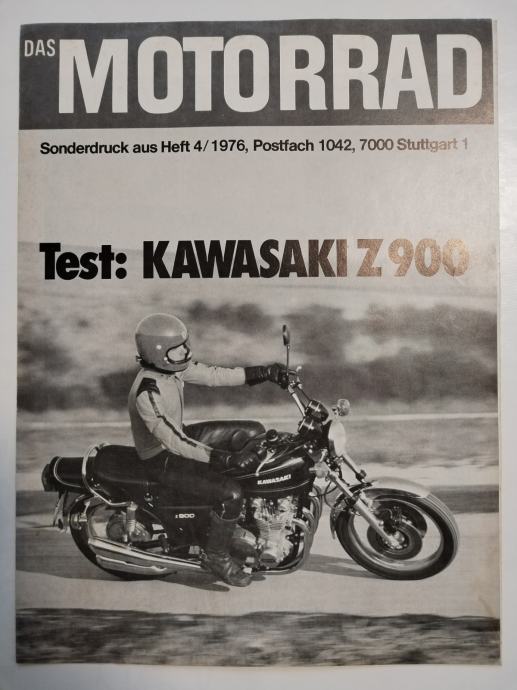 DAS MOTORRAD
Sonderdruck aus Heft 4/1976, Postfach 1042, 7000 Stuttgart 1
Test: KAWASAKI Z 900
KAWASAKI
Z900